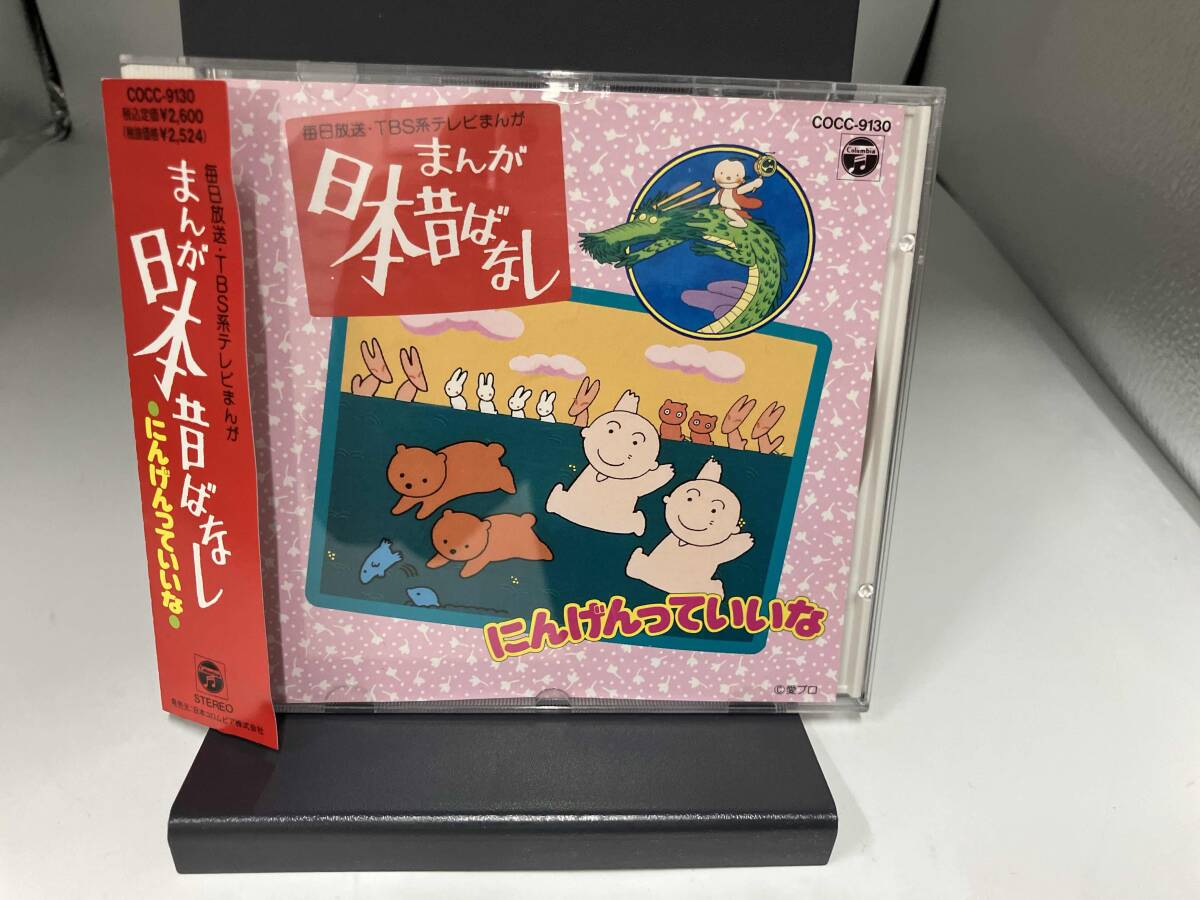 COCC-9130
税込定価¥2,600
(税抜価格¥2,524)
毎日放送・TBS系テレビまんが
まんが
日本昔ばなし
●にんげんっていいな●
STEREO
発売元:日本コロムビア株式会社
毎日放送・TBS系テレビまんが
まんが
日本昔ばなし
COCC-9130
Columbia
にんげんっていいな
©愛プロ